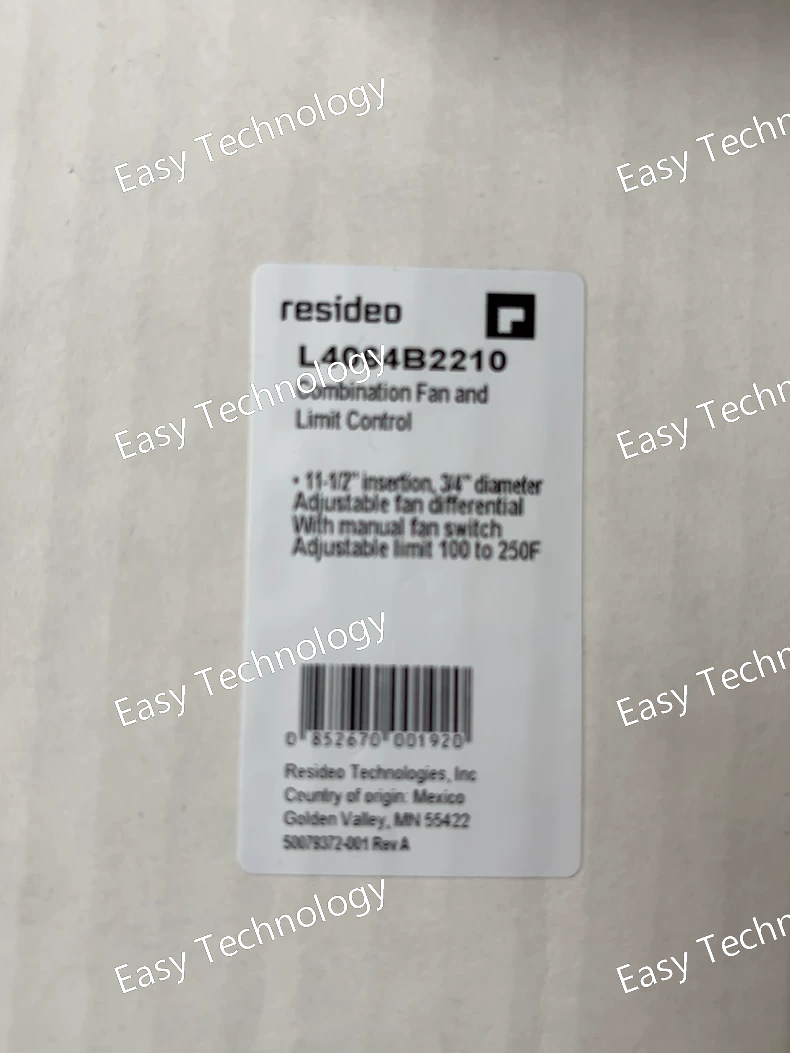 Easy Technology
Easy Techn
resideo
L4064B2210
Combination Fan and
Limit Control
Easy Technology
Easy Techn
• 11-1/2" insertion, 3/4" diameter
Adjustable fan differential
With manual fan switch
Adjustable limit 100 to 250F
Easy Technology
Easy Techn
0 852670 001920
Resideo Technologies, Inc
Country of origin: Mexico
Golden Valley, MN 55422
50079372-001 Rev A
Easy Technology
Easy Techn